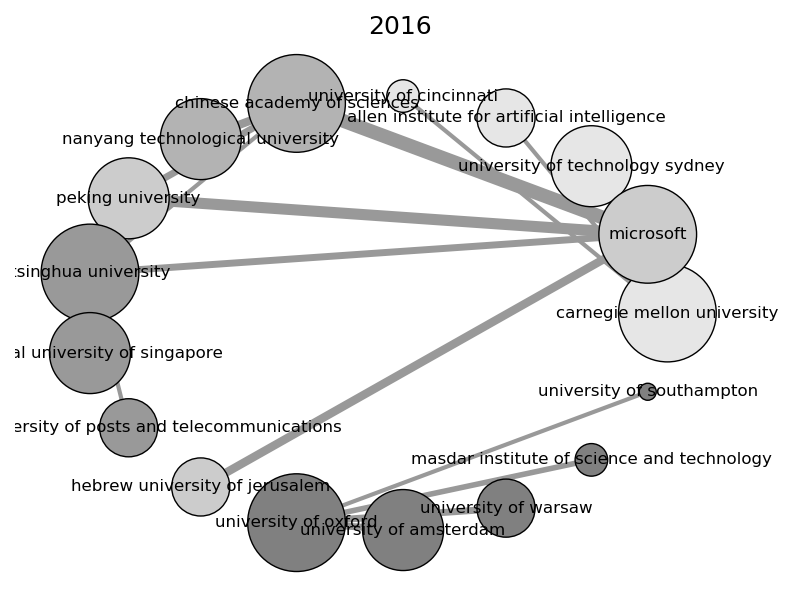 2016
university of cincinnati
chinese academy of sciences
allen institute for artificial intelligence
nanyang technological university
university of technology sydney
peking university
microsoft
tsinghua university
carnegie mellon university
al university of singapore
university of southampton
ersity of posts and telecommunications
masdar institute of science and technology
hebrew university of jerusalem
university of warsaw
university of oxford
university of amsterdam